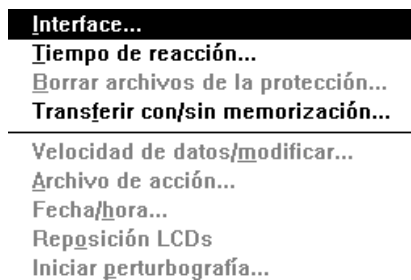 Interface...
Tiempo de reacción...
Borrar archivos de la protección...
Transferir con/sin memorización...
Velocidad de datos/modificar...
Archivo de acción...
Fecha/hora...
Reposición LCDs
Iniciar perturbografía...